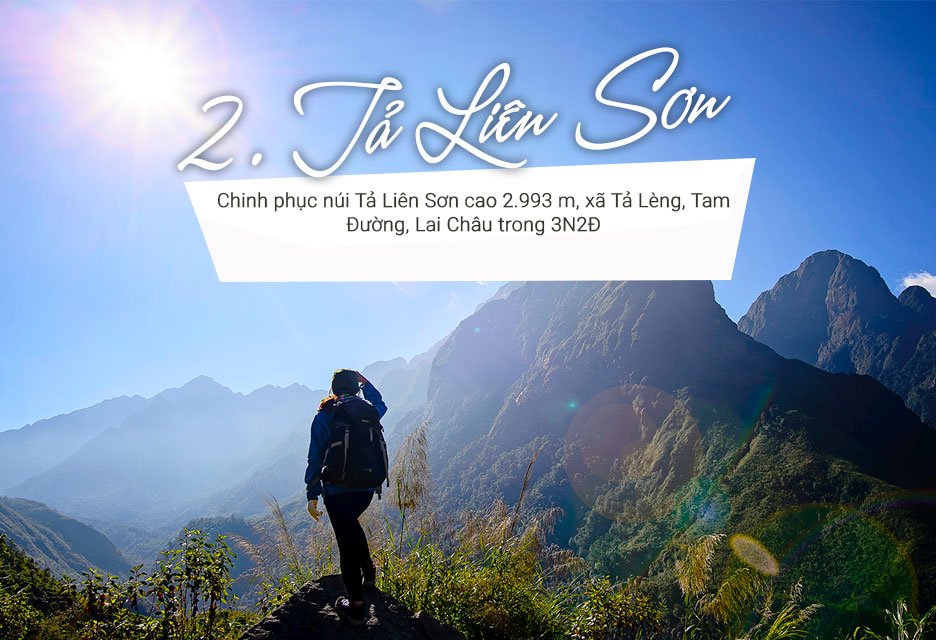 2. Tả Liên Sơn
Chinh phục núi Tả Liên Sơn cao 2.993 m, xã Tả Lèng, Tam
Đường, Lai Châu trong 3N2Đ